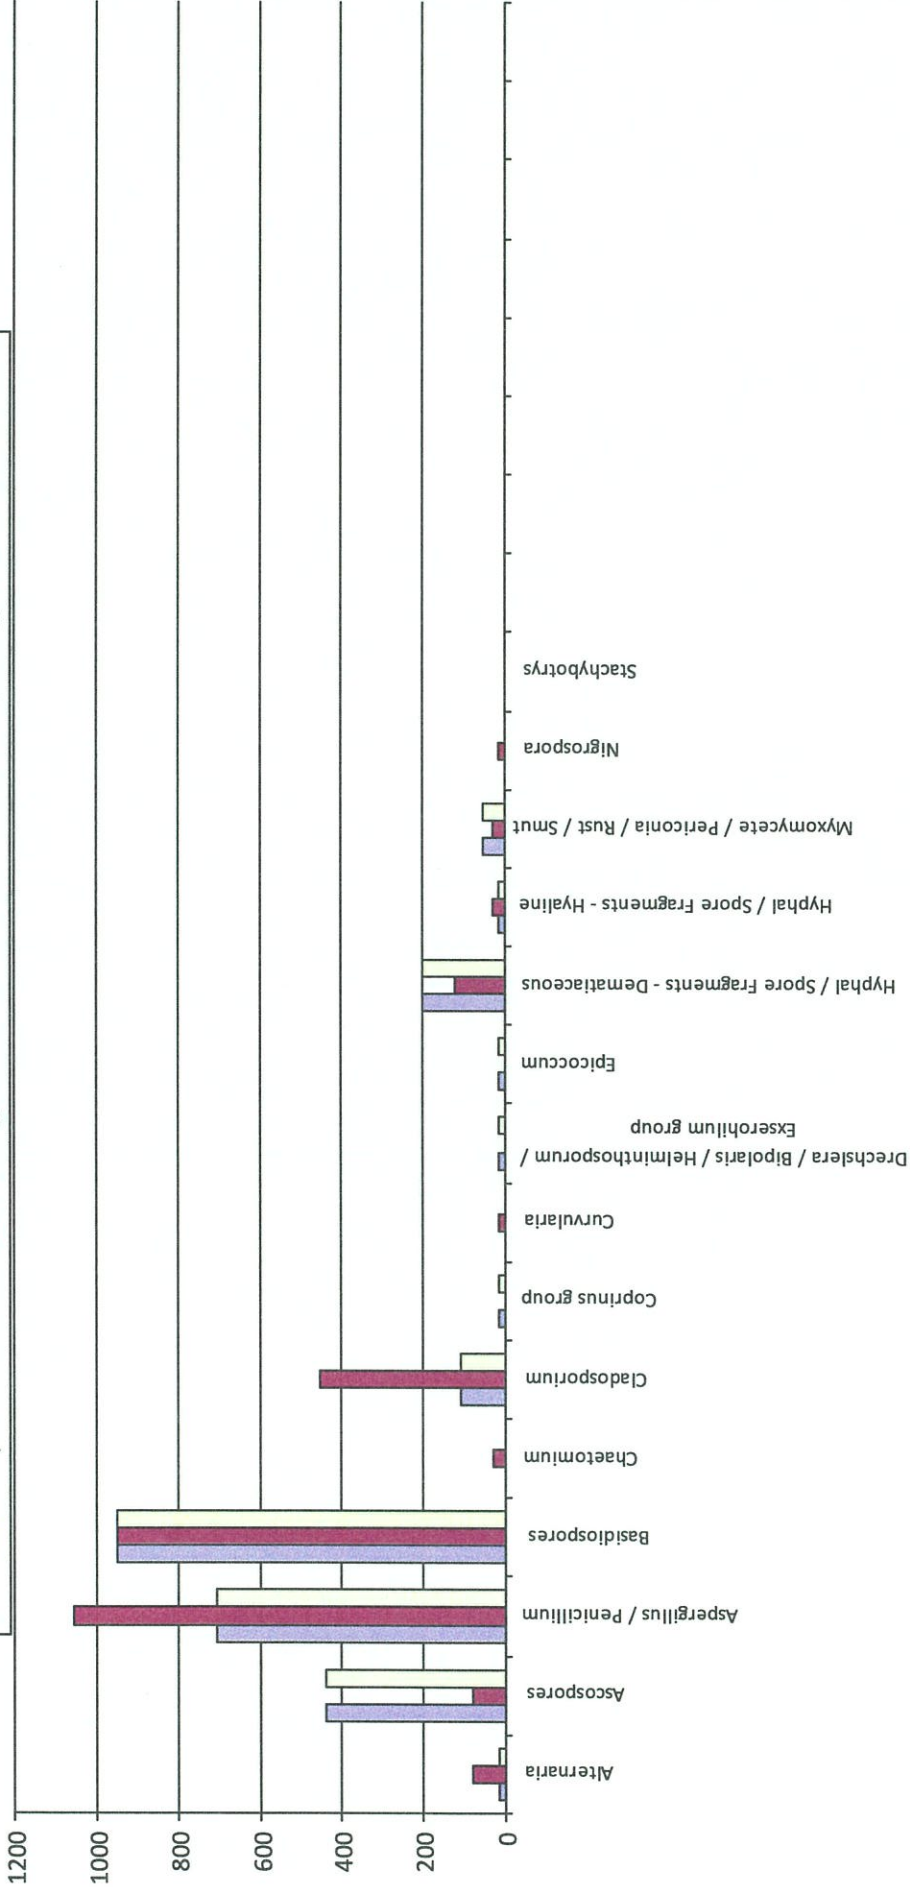 1200
1000
800
600
400
200
0
Alternaria
Ascospores
Aspergillus / Penicillium
Basidiospores
Chaetomium
Cladosporium
Coprinus group
Curvularia
Drechslera / Bipolaris / Helminthosporum /
Exserohilum group
Epicoccum
Hyphal / Spore Fragments - Dematiaceous
Hyphal / Spore Fragments - Hyaline
Myxomycete / Periconia / Rust / Smut
Nigrospora
Stachybotrys